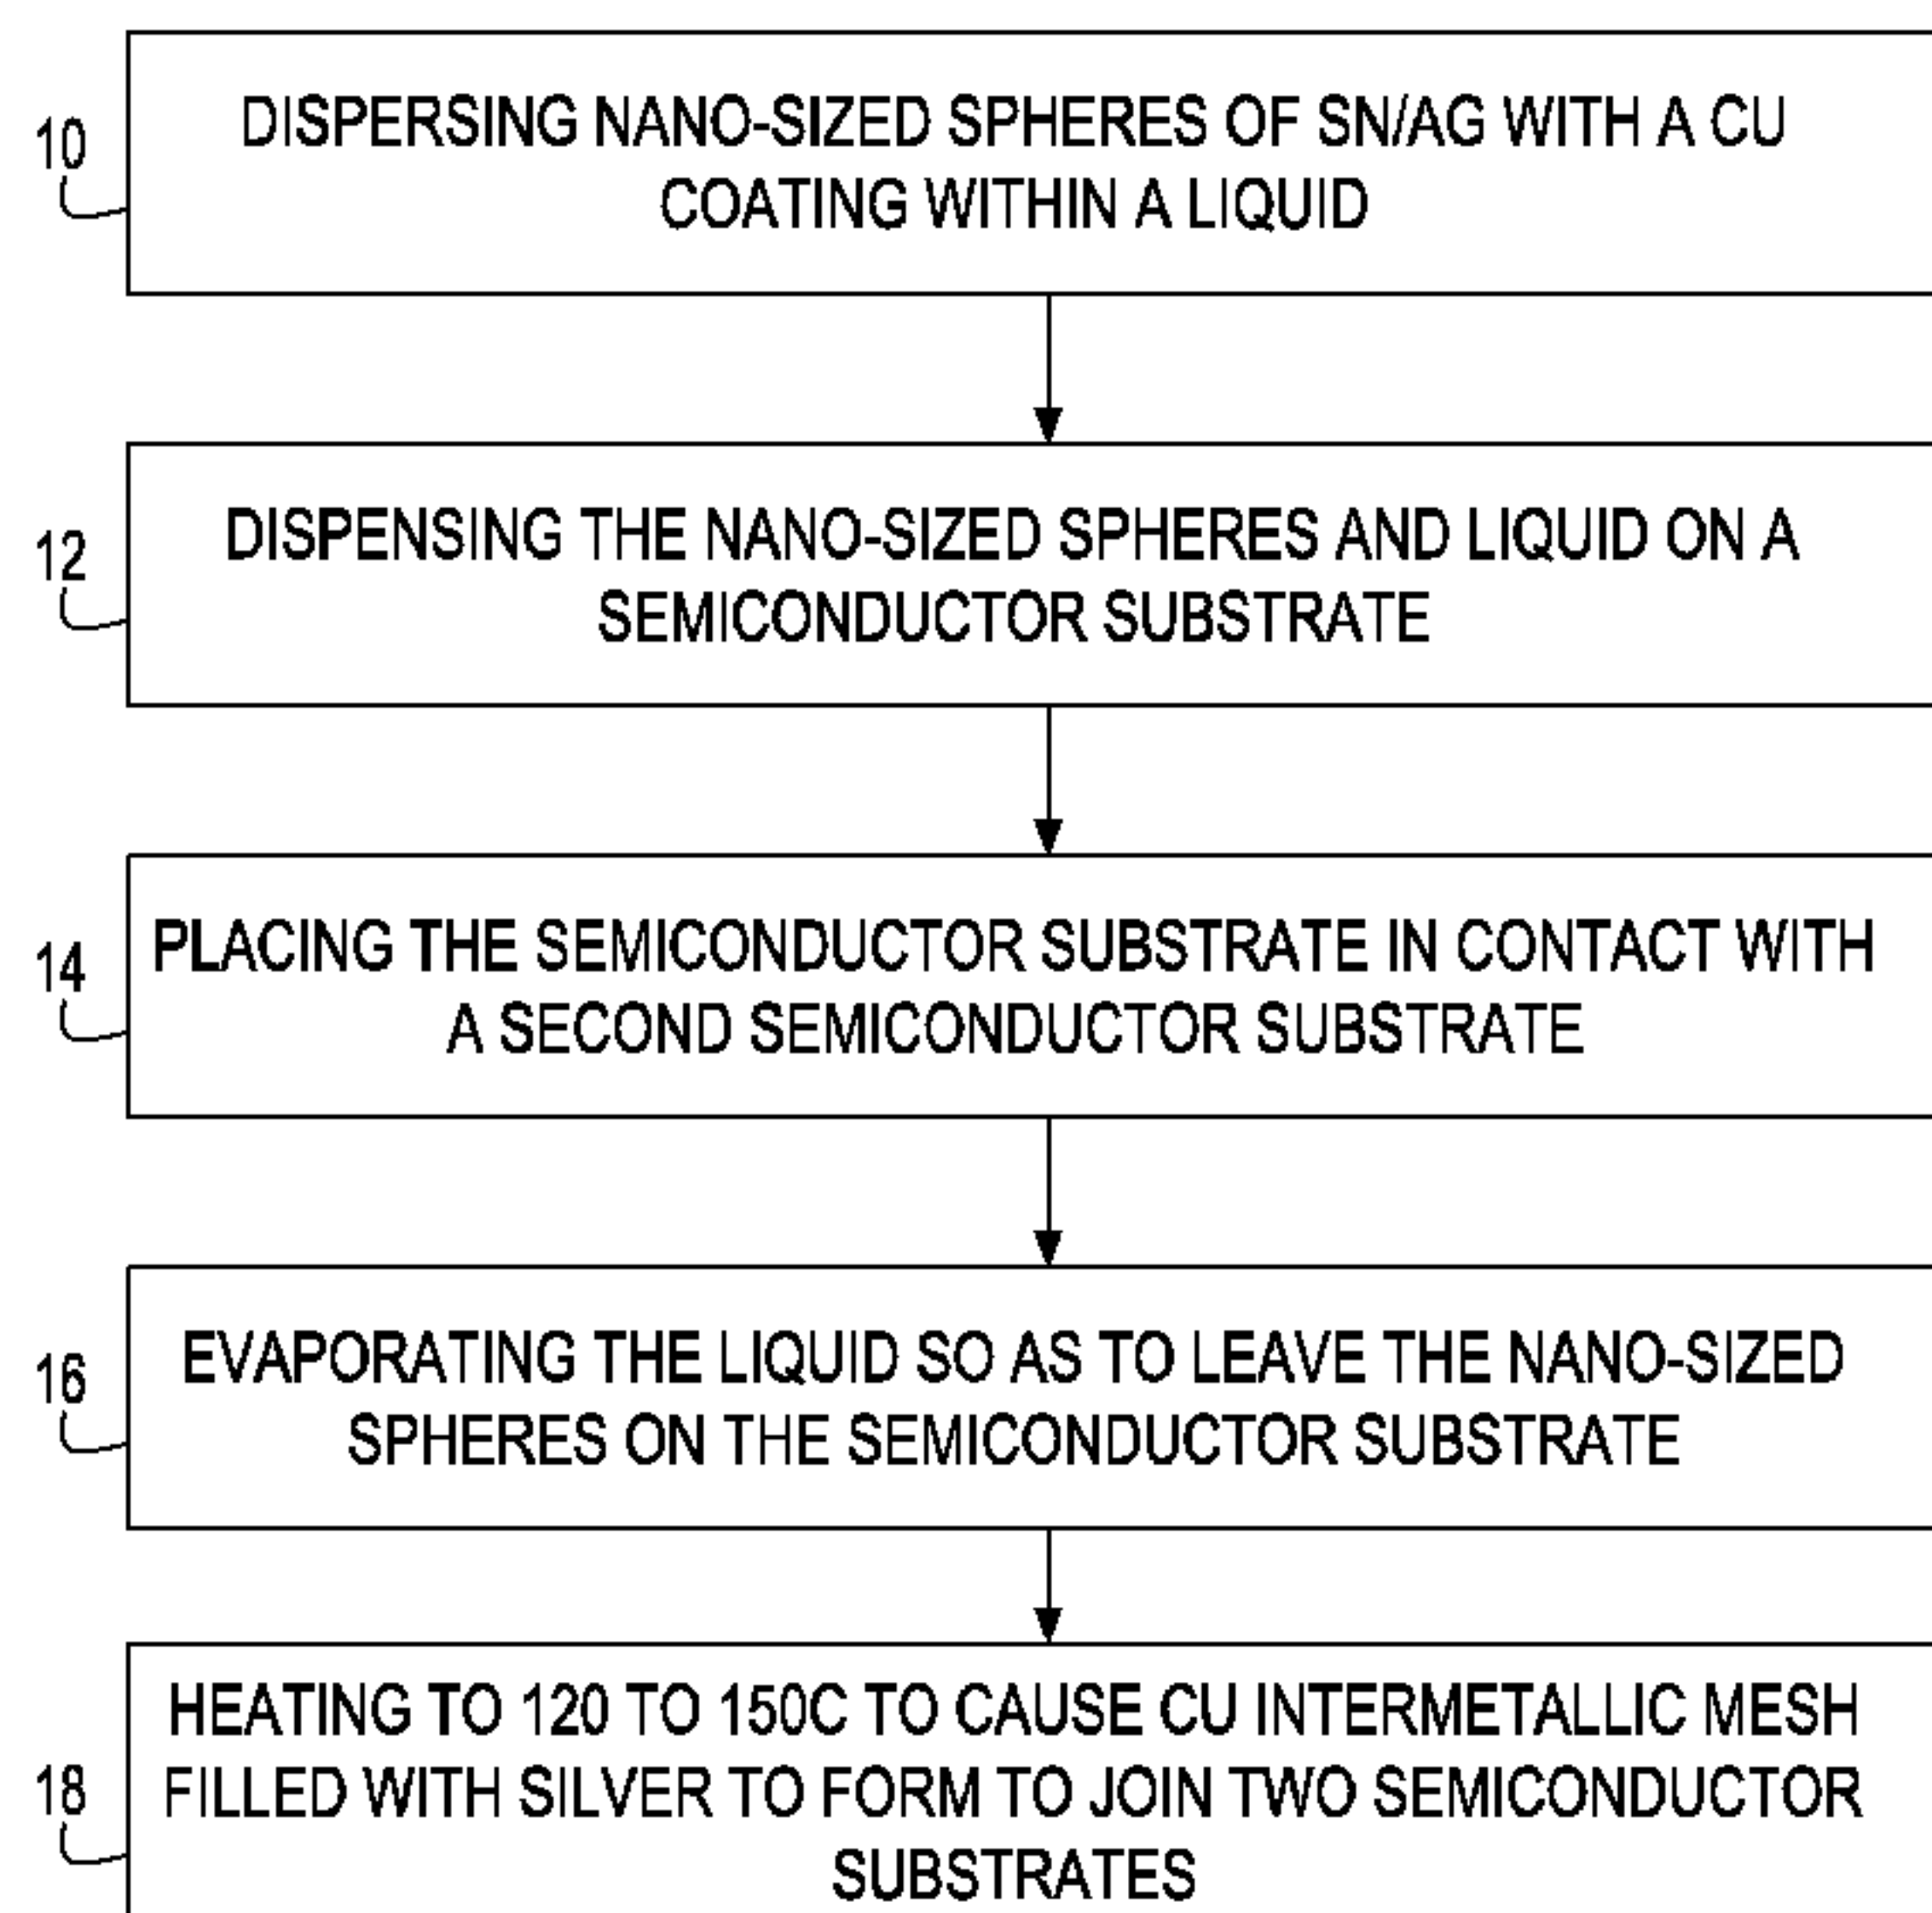 10
DISPERSING NANO-SIZED SPHERES OF SN/AG WITH A CU
COATING WITHIN A LIQUID
12
DISPENSING THE NANO-SIZED SPHERES AND LIQUID ON A
SEMICONDUCTOR SUBSTRATE
14
PLACING THE SEMICONDUCTOR SUBSTRATE IN CONTACT WITH
A SECOND SEMICONDUCTOR SUBSTRATE
16
EVAPORATING THE LIQUID SO AS TO LEAVE THE NANO-SIZED
SPHERES ON THE SEMICONDUCTOR SUBSTRATE
18
HEATING TO 120 TO 150C TO CAUSE CU INTERMETALLIC MESH
FILLED WITH SILVER TO FORM TO JOIN TWO SEMICONDUCTOR
SUBSTRATES